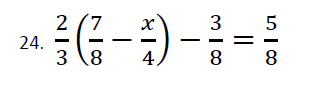 24. 2/3 (7/8 − x/4) − 3/8 = 5/8